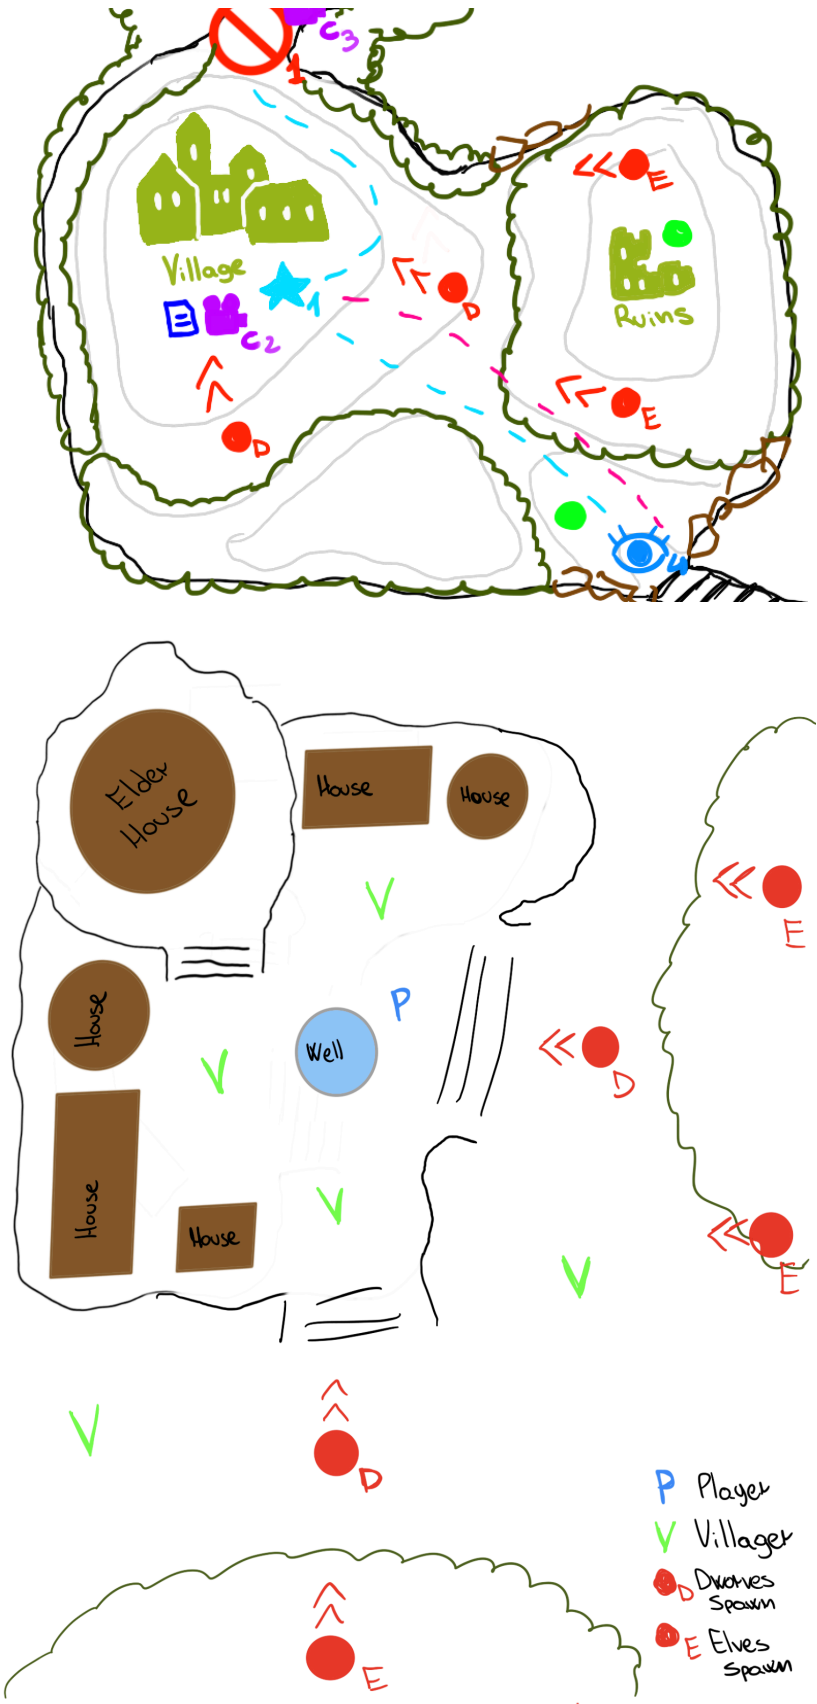 C3
1
E
Village
1
D
Ruins
C2
E
D
4
Elder
House
House
House
V
E
House
P
Well
V
D
House
House
V
V
E
V
D
P Player
V Villager
D Dwarves
Spawn
E Elves
Spawn
E